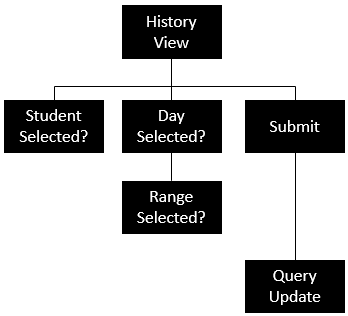 History
View
Student
Selected?
Day
Selected?
Submit
Range
Selected?
Query
Update